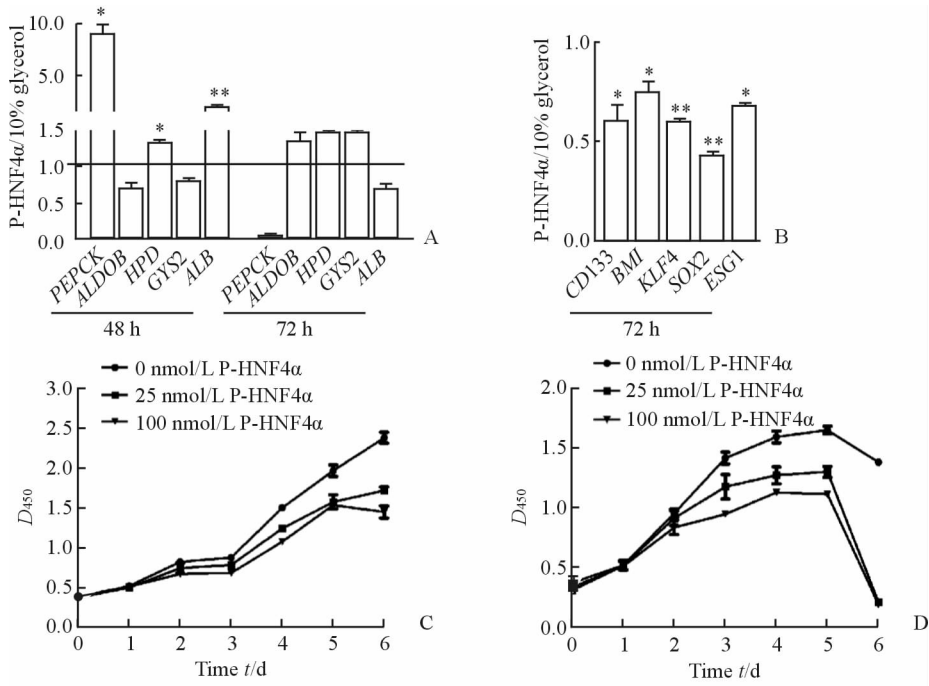 P-HNF4α/10% glycerol
10.0
5.0
1.5
1.0
0.5
0.0
*
*
**
PEPCK
ALDOB
HPD
GYS2
ALB
PEPCK
ALDOB
HPD
GYS2
ALB
48 h
72 h
A
P-HNF4α/10% glycerol
1.0
0.5
0.0
*
*
**
**
*
CD133
BMI
KLF4
SOX2
ESG1
72 h
B
0 nmol/L P-HNF4α
25 nmol/L P-HNF4α
100 nmol/L P-HNF4α
D450
3.0
2.5
2.0
1.5
1.0
0.5
0.0
0 1 2 3 4 5 6
Time t/d
C
0 nmol/L P-HNF4α
25 nmol/L P-HNF4α
100 nmol/L P-HNF4α
D450
2.0
1.5
1.0
0.5
0.0
0 1 2 3 4 5 6
Time t/d
D